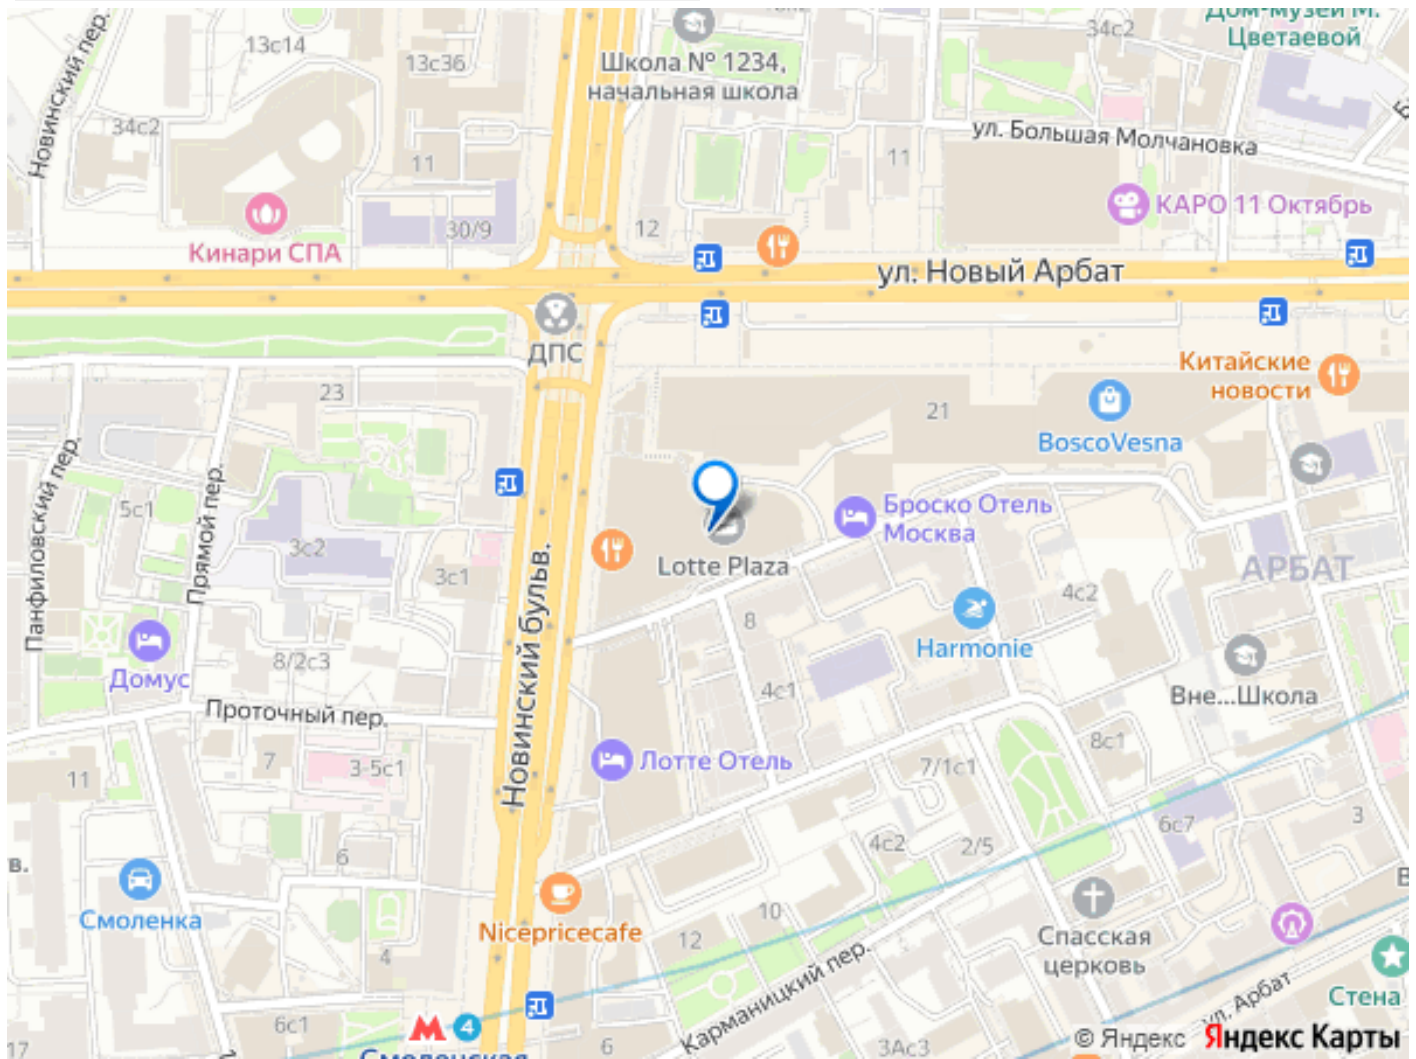 Дом-музей М.
Цветаевой
34с2
13с14
13с36
Школа № 1234,
начальная школа
Новинский пер.
34с2
11
11
ул. Большая Молчановка
КАРО 11 Октябрь
Кинари СПА
30/9
12
ул. Новый Арбат
ДПС
Китайские
новости
23
21
BoscoVesna
Панфиловский пер.
Прямой пер.
5с1
3с2
3с1
Новинский бульв.
Броско Отель
Москва
Lotte Plaza
АРБАТ
4с2
8
Harmonie
Домус
8/2с3
Вне...Школа
4с1
Проточный пер.
8с1
11
7
3-5с1
Лотте Отель
7/1с1
6с7
3
в.
6
4с2
2/5
Смоленка
Nicepricecafe
10
12
Спасская
церковь
4
Карманицкий пер.
ул. Арбат
Стена
6с1
4
Смоленская
17
6
3Ас3
© Яндекс Яндекс Карты